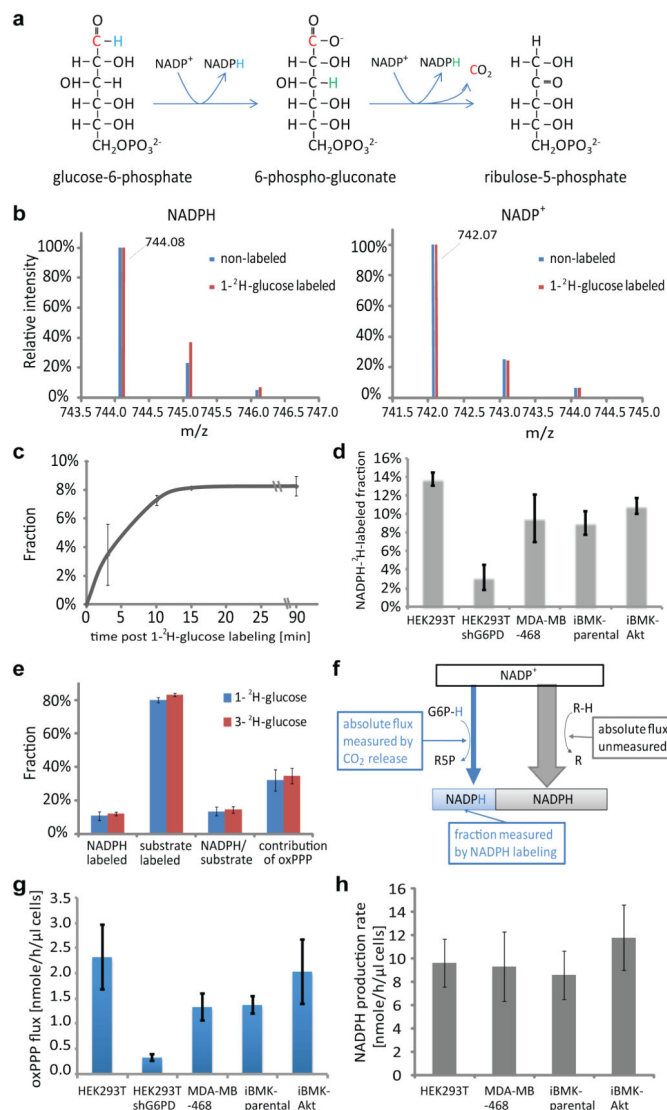 a
O
C – H
H–C–OH
OH–C–H
H–C–OH
H–C–OH
CH₂OPO₃²⁻
glucose-6-phosphate
NADP⁺ NADPH
O
C – O⁻
H–C–OH
OH–C–H
H–C–OH
H–C–OH
CH₂OPO₃²⁻
6-phospho-gluconate
NADP⁺ NADPH CO₂
H
H–C–OH
C=O
H–C–OH
H–C–OH
CH₂OPO₃²⁻
ribulose-5-phosphate
b
NADPH
744.08
non-labeled
1-²H-glucose labeled
Relative intensity
100%
80%
60%
40%
20%
0%
743.5 744.0 744.5 745.0 745.5 746.0 746.5 747.0
m/z
NADP⁺
742.07
non-labeled
1-²H-glucose labeled
100%
80%
60%
40%
20%
0%
741.5 742.0 742.5 743.0 743.5 744.0 744.5 745.0
m/z
c
Fraction
10%
8%
6%
4%
2%
0%
0 5 10 15 20 25 90
time post 1-²H-glucose labeling [min]
d
NADPH-²H-labeled fraction
16%
14%
12%
10%
8%
6%
4%
2%
0%
HEK293T
HEK293T shG6PD
MDA-MB -468
iBMK- parental
iBMK- Akt
e
Fraction
80%
60%
40%
20%
0%
1- ²H-glucose
3- ²H-glucose
NADPH labeled
substrate labeled
NADPH/ substrate
contribution of oxPPP
f
NADP⁺
absolute flux
measured by
CO₂ release
G6P-H
R5P
R-H
R
absolute flux
unmeasured
NADPH
NADPH
fraction measured
by NADPH labeling
g
oxPPP flux [nmole/h/μl cells]
3.5
3.0
2.5
2.0
1.5
1.0
0.5
0.0
HEK293T
HEK293T shG6PD
MDA-MB -468
iBMK- parental
iBMK- Akt
h
NADPH production rate
[nmole/h/μl cells]
16
14
12
10
8
6
4
2
0
HEK293T
MDA-MB -468
iBMK- parental
iBMK- Akt